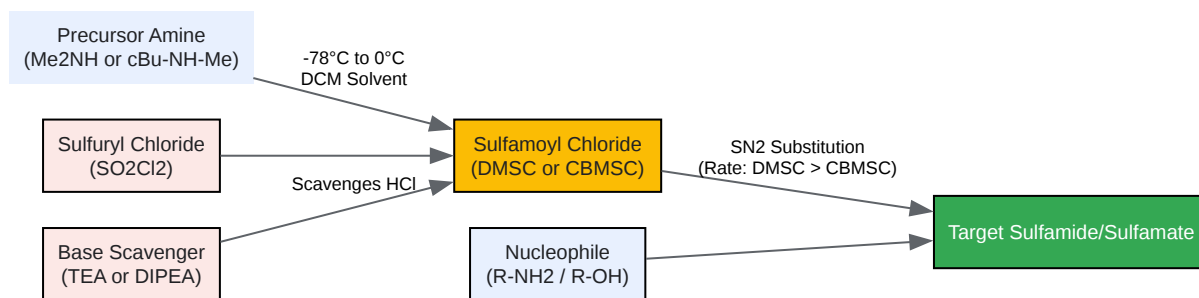 Precursor Amine
(Me2NH or cBu-NH-Me)
-78°C to 0°C
DCM Solvent
Sulfuryl Chloride
(SO2Cl2)
Sulfamoyl Chloride
(DMSC or CBMSC)
SN2 Substitution
(Rate: DMSC > CBMSC)
Scavenges HCl
Base Scavenger
(TEA or DIPEA)
Nucleophile
(R-NH2 / R-OH)
Target Sulfamide/Sulfamate